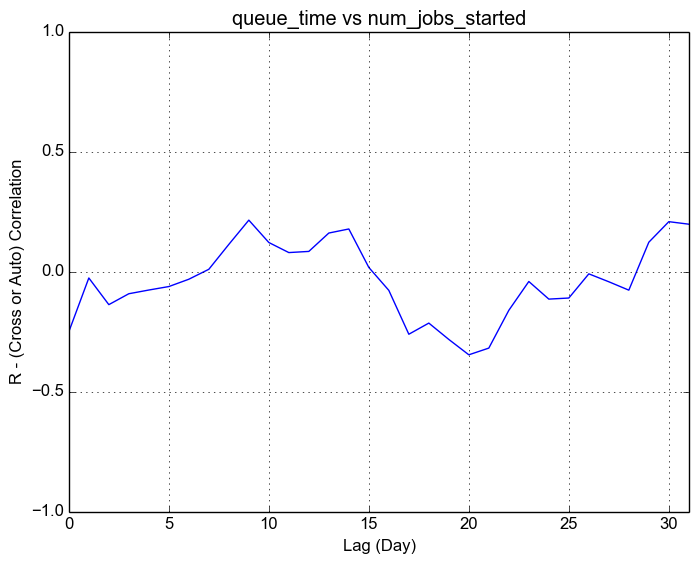 queue_time vs num_jobs_started
1.0
0.5
0.0
−0.5
−1.0
R - (Cross or Auto) Correlation
0 5 10 15 20 25 30
Lag (Day)